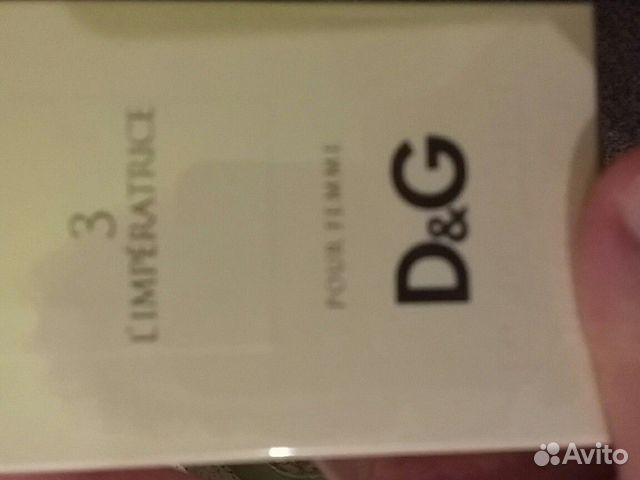 3
L'IMPÉRATRICE
POUR FEMME
D&G
Avito